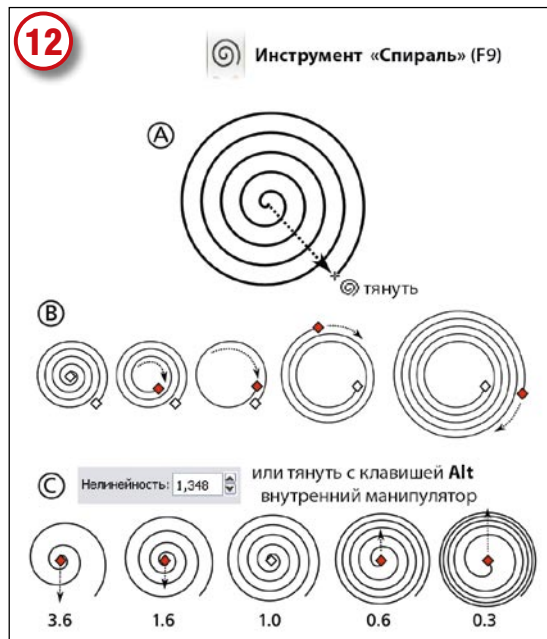 12
Инструмент «Спираль» (F9)
A
тянуть
B
C
Нелинейность: 1,348
или тянуть с клавишей Alt
внутренний манипулятор
3.6 1.6 1.0 0.6 0.3